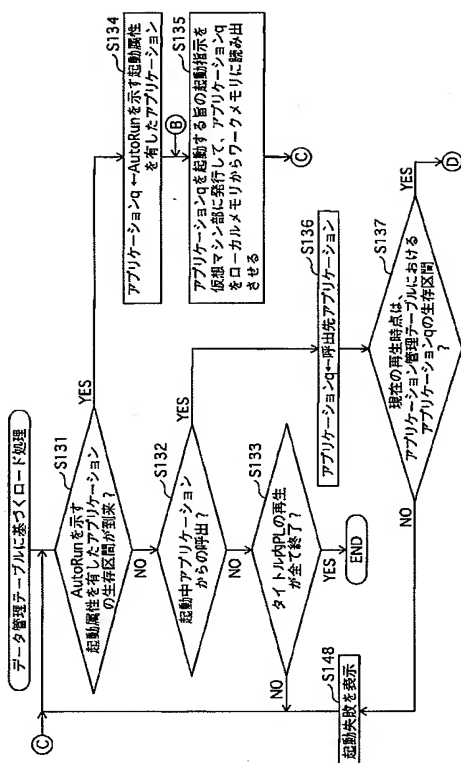 データ管理テーブルに基づくロード処理
C
S131
AutoRunを示す
起動属性を有したアプリケーション
の生存区間が到来？
YES
NO
S134
アプリケーションq←AutoRunを示す起動属性
を有したアプリケーション
B
S135
アプリケーションqを起動する旨の起動指示を
仮想マシン部に発行して、アプリケーションq
をローカルメモリからワークメモリに読み出
させる
C
S132
起動中アプリケーション
からの呼出？
YES
NO
S136
アプリケーションq←呼出先アプリケーション
S133
タイトル内PLの再生
が全て終了？
NO
YES
END
S137
現在の再生時点は、
アプリケーション管理テーブルにおける
アプリケーションqの生存区間
？
YES
D
NO
S148
起動失敗を表示